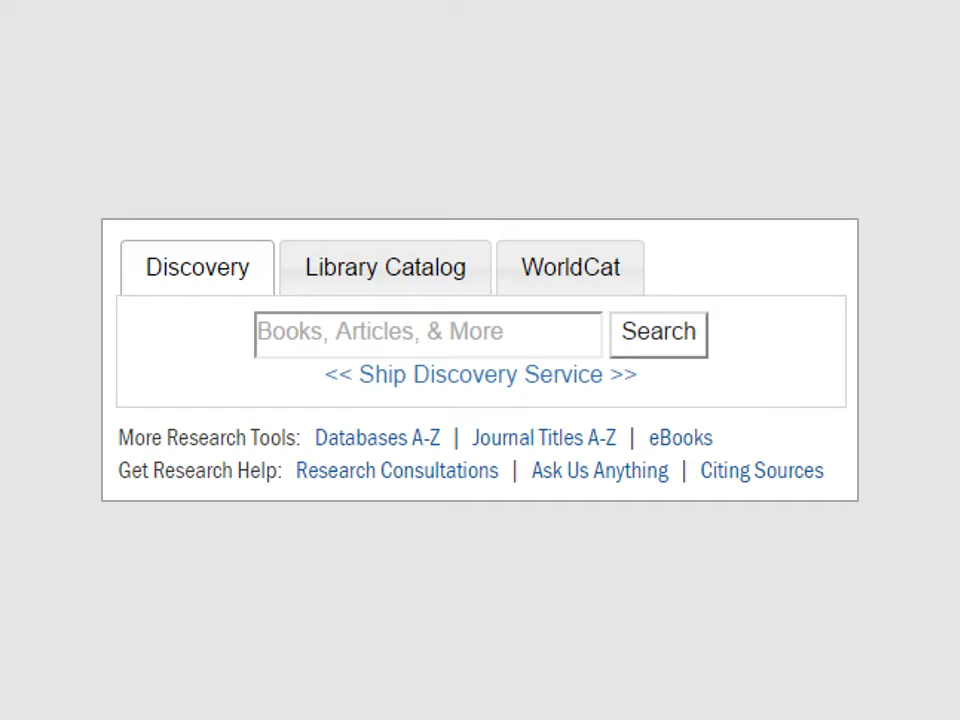 Discovery Library Catalog WorldCat
Books, Articles, & More Search
<< Ship Discovery Service >>
More Research Tools: Databases A-Z | Journal Titles A-Z | eBooks
Get Research Help: Research Consultations | Ask Us Anything | Citing Sources